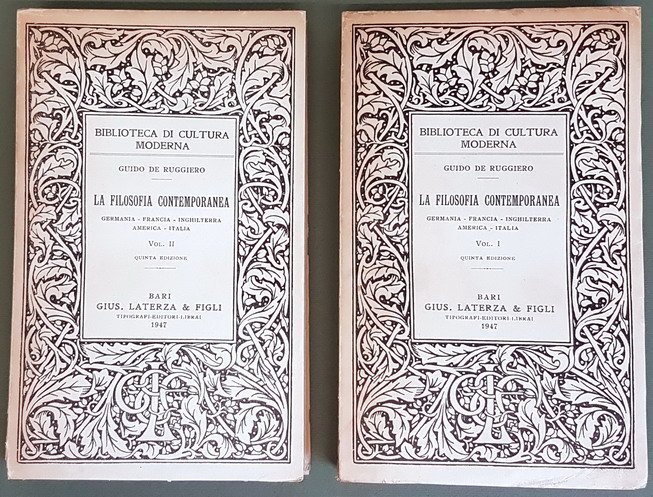 BIBLIOTECA DI CULTURA
MODERNA
GUIDO DE RUGGIERO
LA FILOSOFIA CONTEMPORANEA
GERMANIA - FRANCIA - INGHILTERRA
AMERICA - ITALIA
VOL. II
QUINTA EDIZIONE
BARI
GIUS. LATERZA & FIGLI
TIPOGRAFI-EDITORI-LIBRAI
1947
BIBLIOTECA DI CULTURA
MODERNA
GUIDO DE RUGGIERO
LA FILOSOFIA CONTEMPORANEA
GERMANIA - FRANCIA - INGHILTERRA
AMERICA - ITALIA
VOL. I
QUINTA EDIZIONE
BARI
GIUS. LATERZA & FIGLI
TIPOGRAFI-EDITORI-LIBRAI
1947